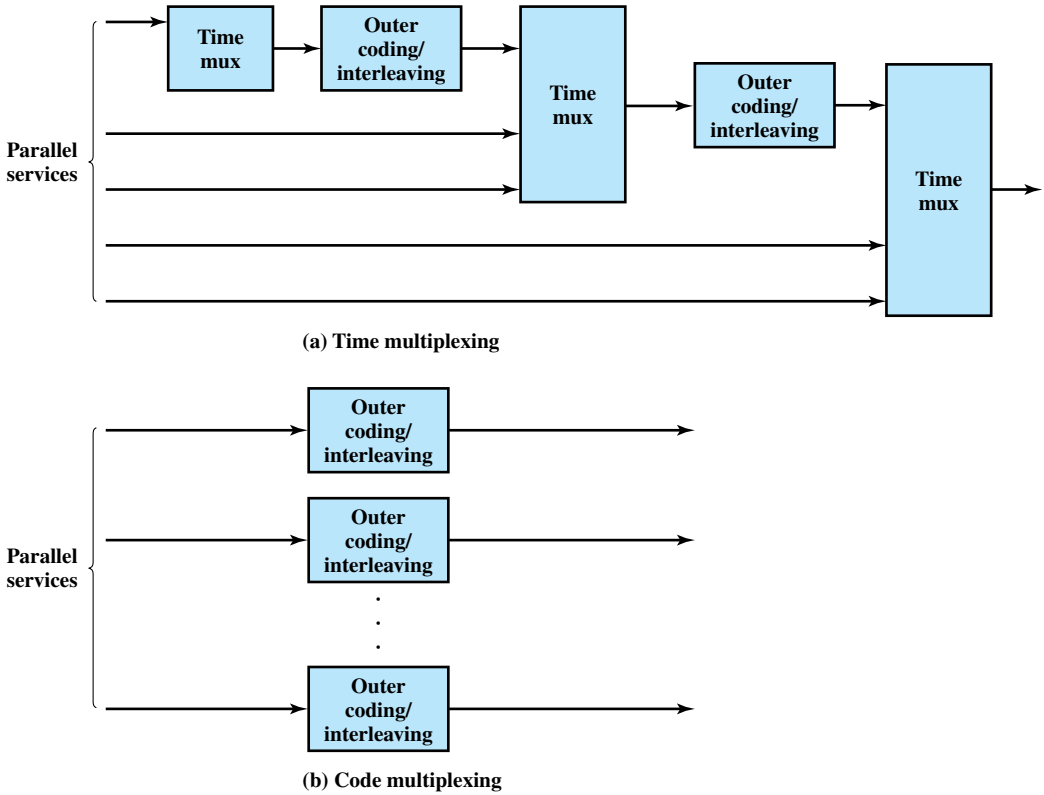 Time
mux
Outer
coding/
interleaving
Time
mux
Outer
coding/
interleaving
Time
mux
Parallel
services
(a) Time multiplexing
Outer
coding/
interleaving
Outer
coding/
interleaving
Parallel
services
.
.
.
Outer
coding/
interleaving
(b) Code multiplexing